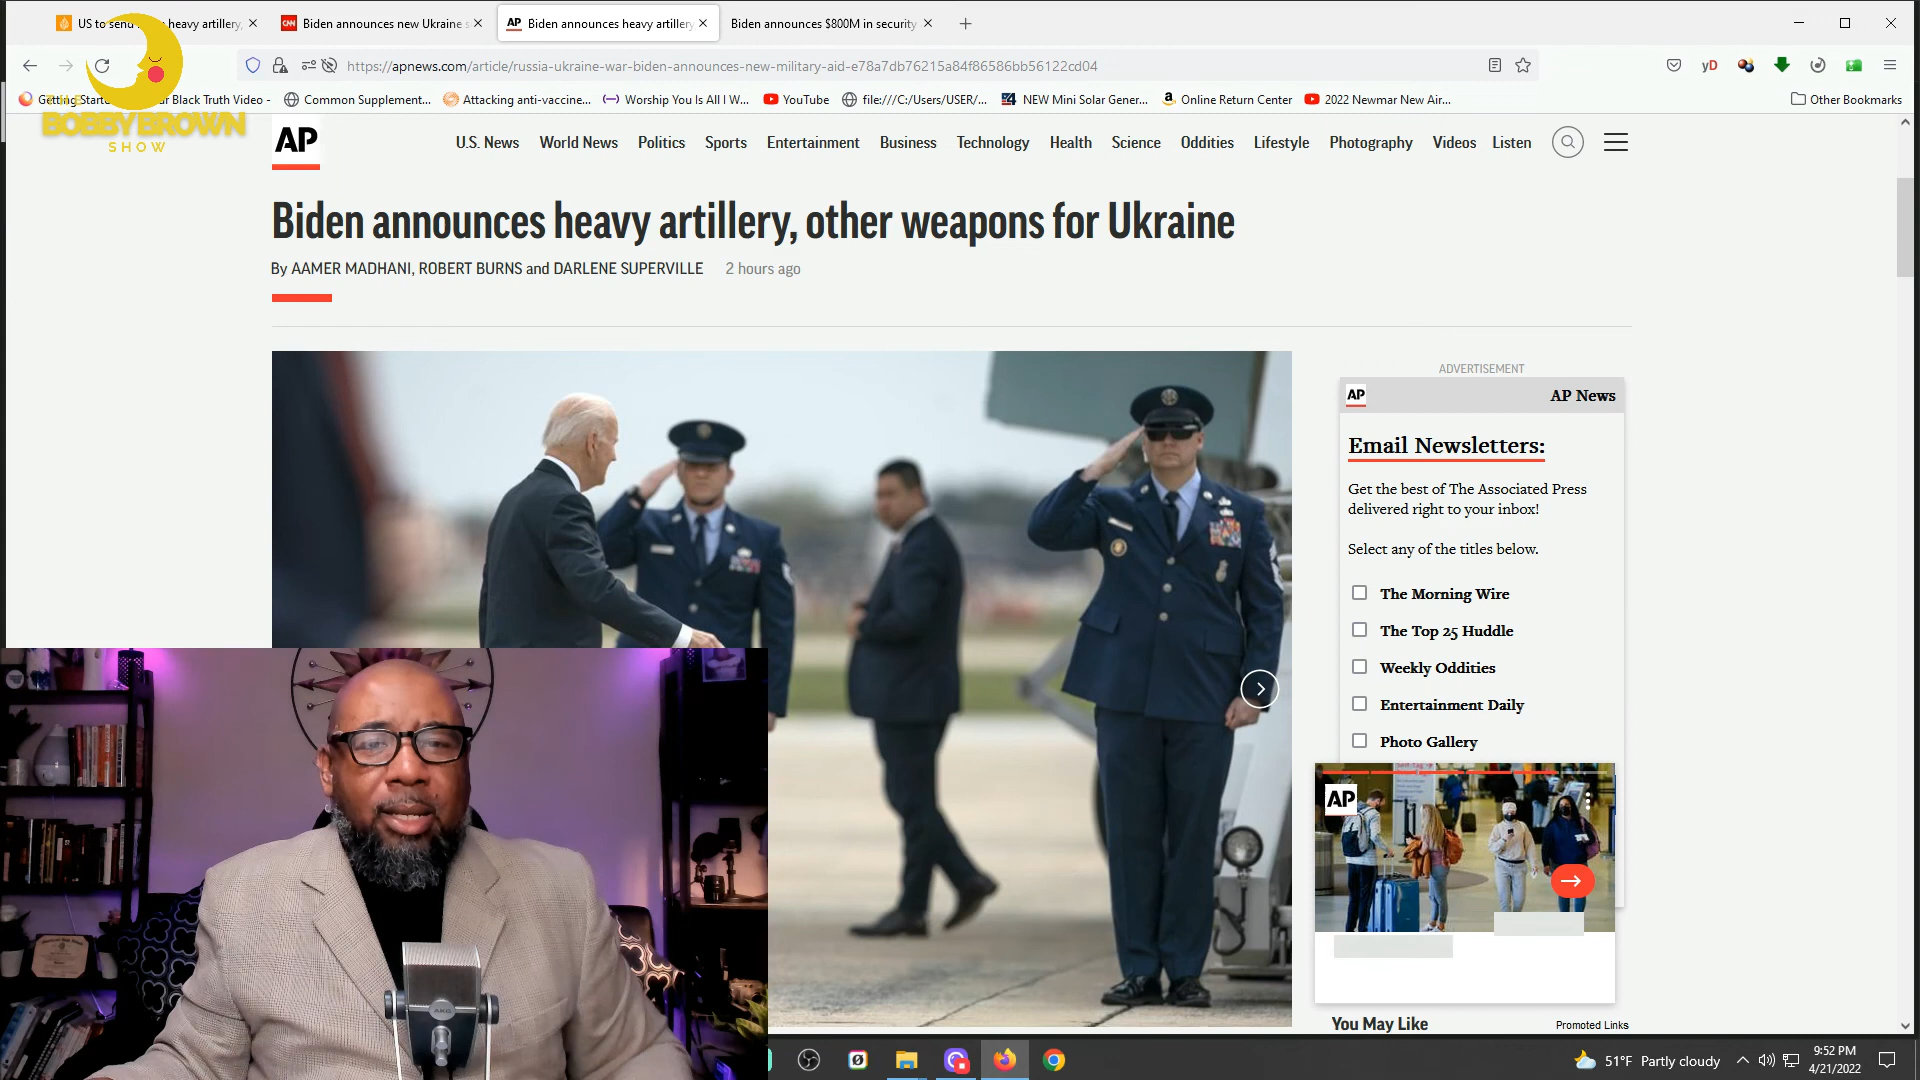 US to send heavy artillery,
Biden announces new Ukraine s
Biden announces heavy artillery
Biden announces $800M in security
https://apnews.com/article/russia-ukraine-war-biden-announces-new-military-aid-e78a7db76215a84f86586bb56122cd04
yD
Getting Start
r Black Truth Video -
Common Supplement...
Attacking anti-vaccine...
Worship You Is All I W...
YouTube
file:///C:/Users/USER/...
NEW Mini Solar Gener...
Online Return Center
2022 Newmar New Air...
Other Bookmarks
THE
BOBBY BROWN
SHOW
AP
U.S. News
World News
Politics
Sports
Entertainment
Business
Technology
Health
Science
Oddities
Lifestyle
Photography
Videos
Listen
Biden announces heavy artillery, other weapons for Ukraine
By AAMER MADHANI, ROBERT BURNS and DARLENE SUPERVILLE 2 hours ago
ADVERTISEMENT
AP
AP News
Email Newsletters:
Get the best of The Associated Press
delivered right to your inbox!
Select any of the titles below.
The Morning Wire
The Top 25 Huddle
Weekly Oddities
Entertainment Daily
Photo Gallery
AP
You May Like
Promoted Links
AKG
51°F Partly cloudy
9:52 PM
4/21/2022